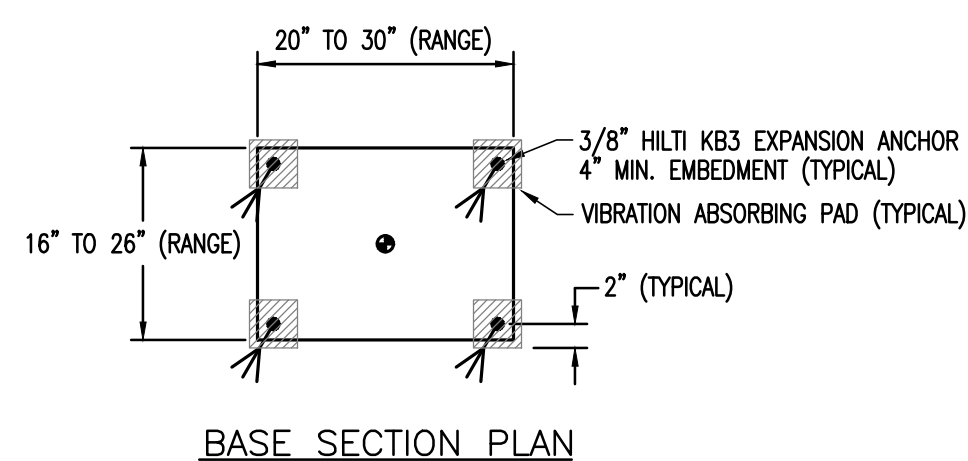 20” TO 30” (RANGE)
3/8” HILTI KB3 EXPANSION ANCHOR
4” MIN. EMBEDMENT (TYPICAL)
VIBRATION ABSORBING PAD (TYPICAL)
16” TO 26” (RANGE)
2” (TYPICAL)
BASE SECTION PLAN